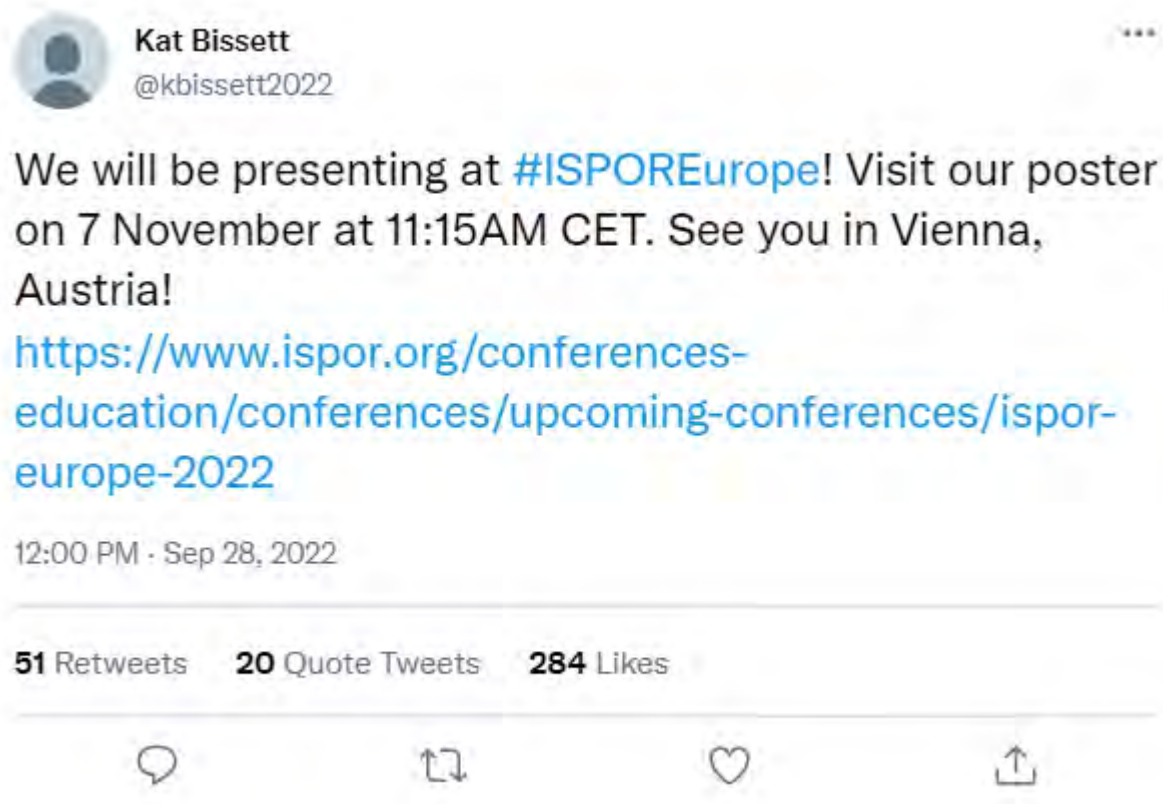 Kat Bissett
@kbissett2022
We will be presenting at #ISPOREurope! Visit our poster
on 7 November at 11:15AM CET. See you in Vienna,
Austria!
https://www.ispor.org/conferences-
education/conferences/upcoming-conferences/ispor-
europe-2022
12:00 PM · Sep 28, 2022
51 Retweets 20 Quote Tweets 284 Likes